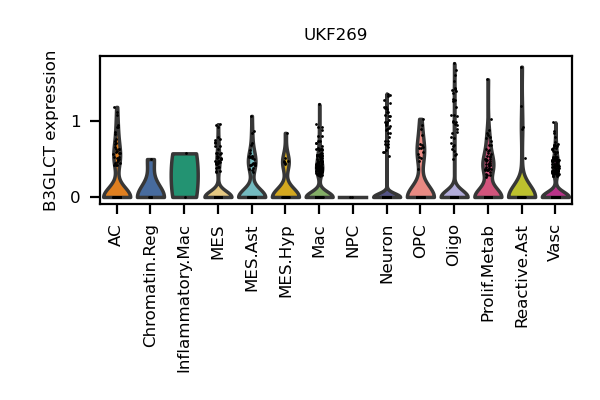 UKF269
B3GLCT expression
1
0
AC
Chromatin.Reg
Inflammatory.Mac
MES
MES.Ast
MES.Hyp
Mac
NPC
Neuron
OPC
Oligo
Prolif.Metab
Reactive.Ast
Vasc